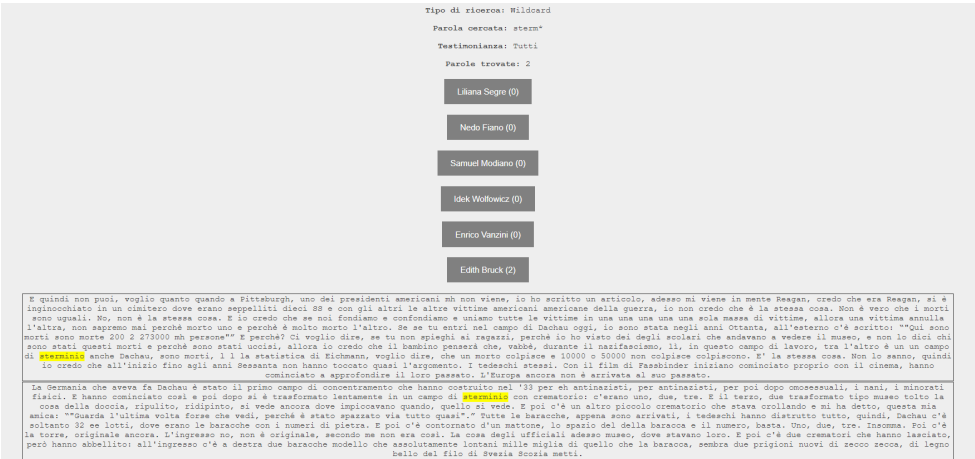 Tipo di ricerca: Wildcard
Parola cercata: sterm*
Testimonianza: Tutti
Parole trovate: 2
Liliana Segre (0)
Nedo Fiano (0)
Samuel Modiano (0)
Idek Wolfowicz (0)
Enrico Vanzini (0)
Edith Bruck (2)
E quindi non puoi, voglio quanto quando a Pittsburgh, uno dei presidenti americani mh non viene, io ho scritto un articolo, adesso mi viene in mente Reagan, credo che era Reagan, si è
inginocchiato in un cimitero dove erano seppelliti dieci SS e con gli altri le altre vittime americani americane della guerra, io non credo che è la stessa cosa. Non è vero che i morti
sono uguali. No, non è la stessa cosa. E io credo che se noi fondiamo e confondiamo e uniamo tutte le vittime in una una una una una sola massa di vittime, allora una vittima annulla
l'altra, non sapremo mai perché morto uno e perché è molto morto l'altro. Se se tu entri nel campo di Dachau oggi, io sono stata negli anni Ottanta, all'esterno c'è scritto: ""Qui sono
morti sono morte 200 2 273000 mh persone"" E perché? Ci voglio dire, se tu non spieghi ai ragazzi, perché io ho visto dei degli scolari che andavano a vedere il museo, e non lo dici chi
sono stati questi morti e perché sono stati uccisi, allora io credo che il bambino penserà che, vabbé, durante il nazifascismo, lì, in questo campo di lavoro, tra l'altro è un un campo
di sterminio anche Dachau, sono morti, l l la statistica di Eichmann, voglio dire, che un morto colpisce e 10000 o 50000 non colpisce colpiscono. E' la stessa cosa. Non lo sanno, quindi
io credo che all'inizio fino agli anni Sessanta non hanno toccato quasi l'argomento. I tedeschi stessi. Con il film di Fassbinder iniziano cominciato proprio con il cinema, hanno
cominciato a approfondire il loro passato. L'Europa ancora non è arrivata al suo passato.
La Germania che aveva fa Dachau è stato il primo campo di concentramento che hanno costruito nel '33 per eh antinazisti, per antinazisti, per poi dopo omosessuali, i nani, i minorati
fisici. E hanno cominciato così e poi dopo si è trasformato lentamente in un campo di sterminio con crematorio: c'erano uno, due, tre. E il terzo, due trasformato tipo museo tolto la
cosa della doccia, ripulito, ridipinto, si vede ancora dove impiccavano quando, quello si vede. E poi c'è un altro piccolo crematorio che stava crollando e mi ha detto, questa mia
amica: ""Guarda l'ultima volta forse che vedi, perché è stato spazzato via tutto quasi"." Tutte le baracche, appena sono arrivati, i tedeschi hanno distrutto tutto, quindi, Dachau c'è
soltanto 32 ee lotti, dove erano le baracche con i numeri di pietra. E poi c'è contornato d'un mattone, lo spazio del della baracca e il numero, basta. Uno, due, tre. Insomma. Poi c'è
la torre, originale ancora. L'ingresso no, non è originale, secondo me non era così. La cosa degli ufficiali adesso museo, dove stavano loro. E poi c'è due crematori che hanno lasciato,
però hanno abbellito: all'ingresso c'è a destra due baracche modello che assolutamente lontani mille miglia di quello che la baracca, sembra due prigioni nuovi di zecco zecca, di legno
bello del filo di Svezia Scozia metti.